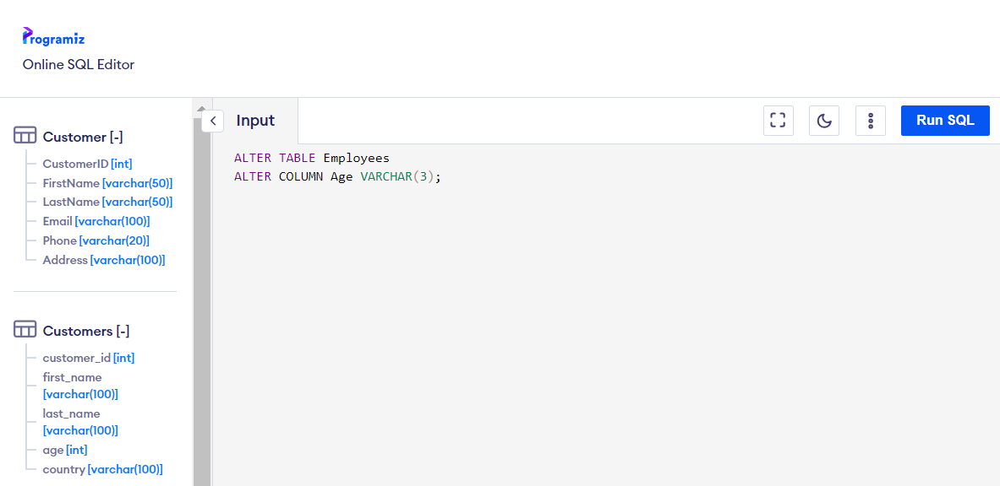 Programiz
Online SQL Editor
Customer [-]
CustomerID [int]
FirstName [varchar(50)]
LastName [varchar(50)]
Email [varchar(100)]
Phone [varchar(20)]
Address [varchar(100)]
Customers [-]
customer_id [int]
first_name
[varchar(100)]
last_name
[varchar(100)]
age [int]
country [varchar(100)]
Input
Run SQL
ALTER TABLE Employees
ALTER COLUMN Age VARCHAR(3);